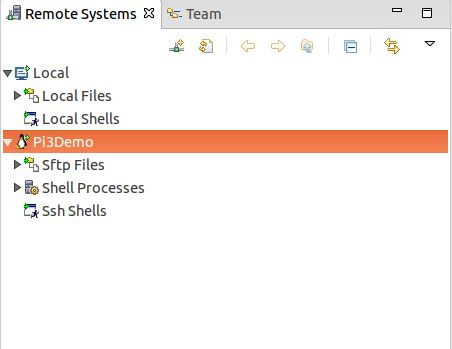 Remote Systems Team
Local
Local Files
Local Shells
Pi3Demo
Sftp Files
Shell Processes
Ssh Shells